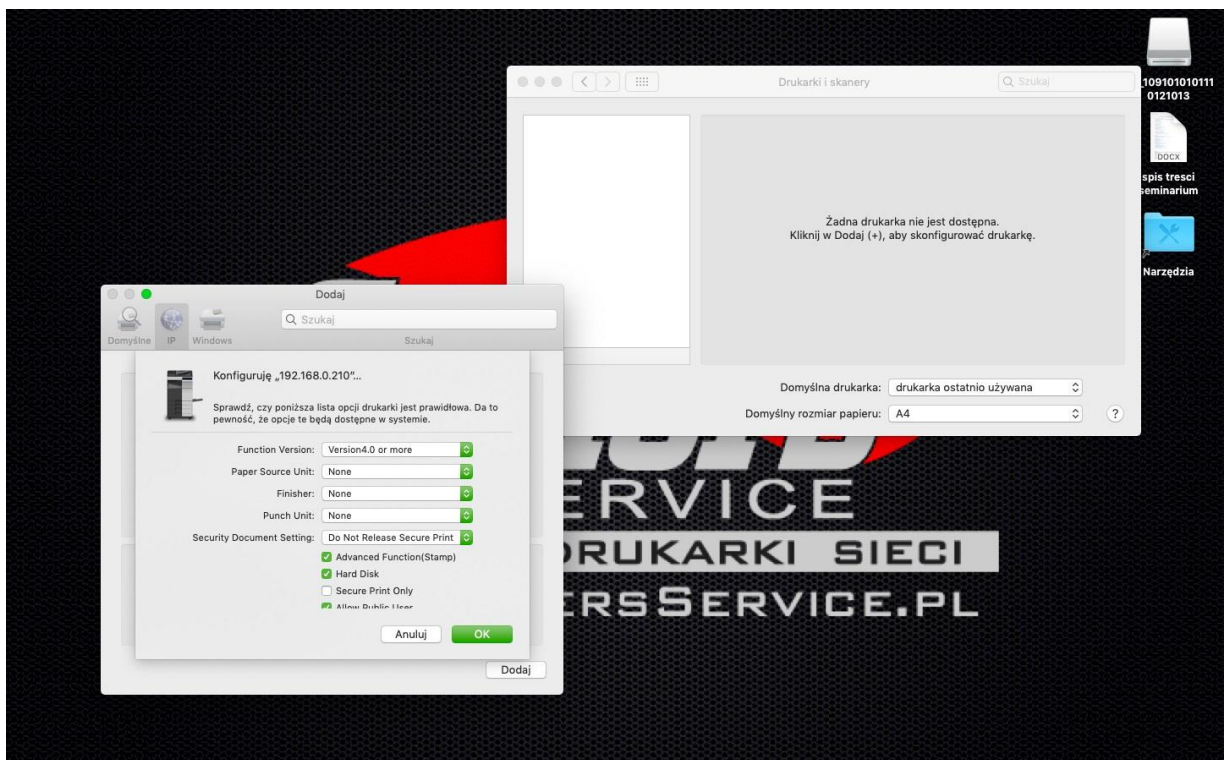 Drukarki i skanery
Szukaj
_109101010111
0121013
DOCX
spis tresci
seminarium
Narzędzia
Żadna drukarka nie jest dostępna.
Kliknij w Dodaj (+), aby skonfigurować drukarkę.
Domyślna drukarka: drukarka ostatnio używana
Domyślny rozmiar papieru: A4
?
Dodaj
Szukaj
Domyślne IP Windows Szukaj
Konfiguruję „192.168.0.210"...
Sprawdź, czy poniższa lista opcji drukarki jest prawidłowa. Da to
pewność, że opcje te będą dostępne w systemie.
Function Version: Version4.0 or more
Paper Source Unit: None
Finisher: None
Punch Unit: None
Security Document Setting: Do Not Release Secure Print
Advanced Function(Stamp)
Hard Disk
Secure Print Only
Allow Public User
Anuluj OK
Dodaj
ERVICE
DRUKARKI SIECI
ERSSERVICE.PL